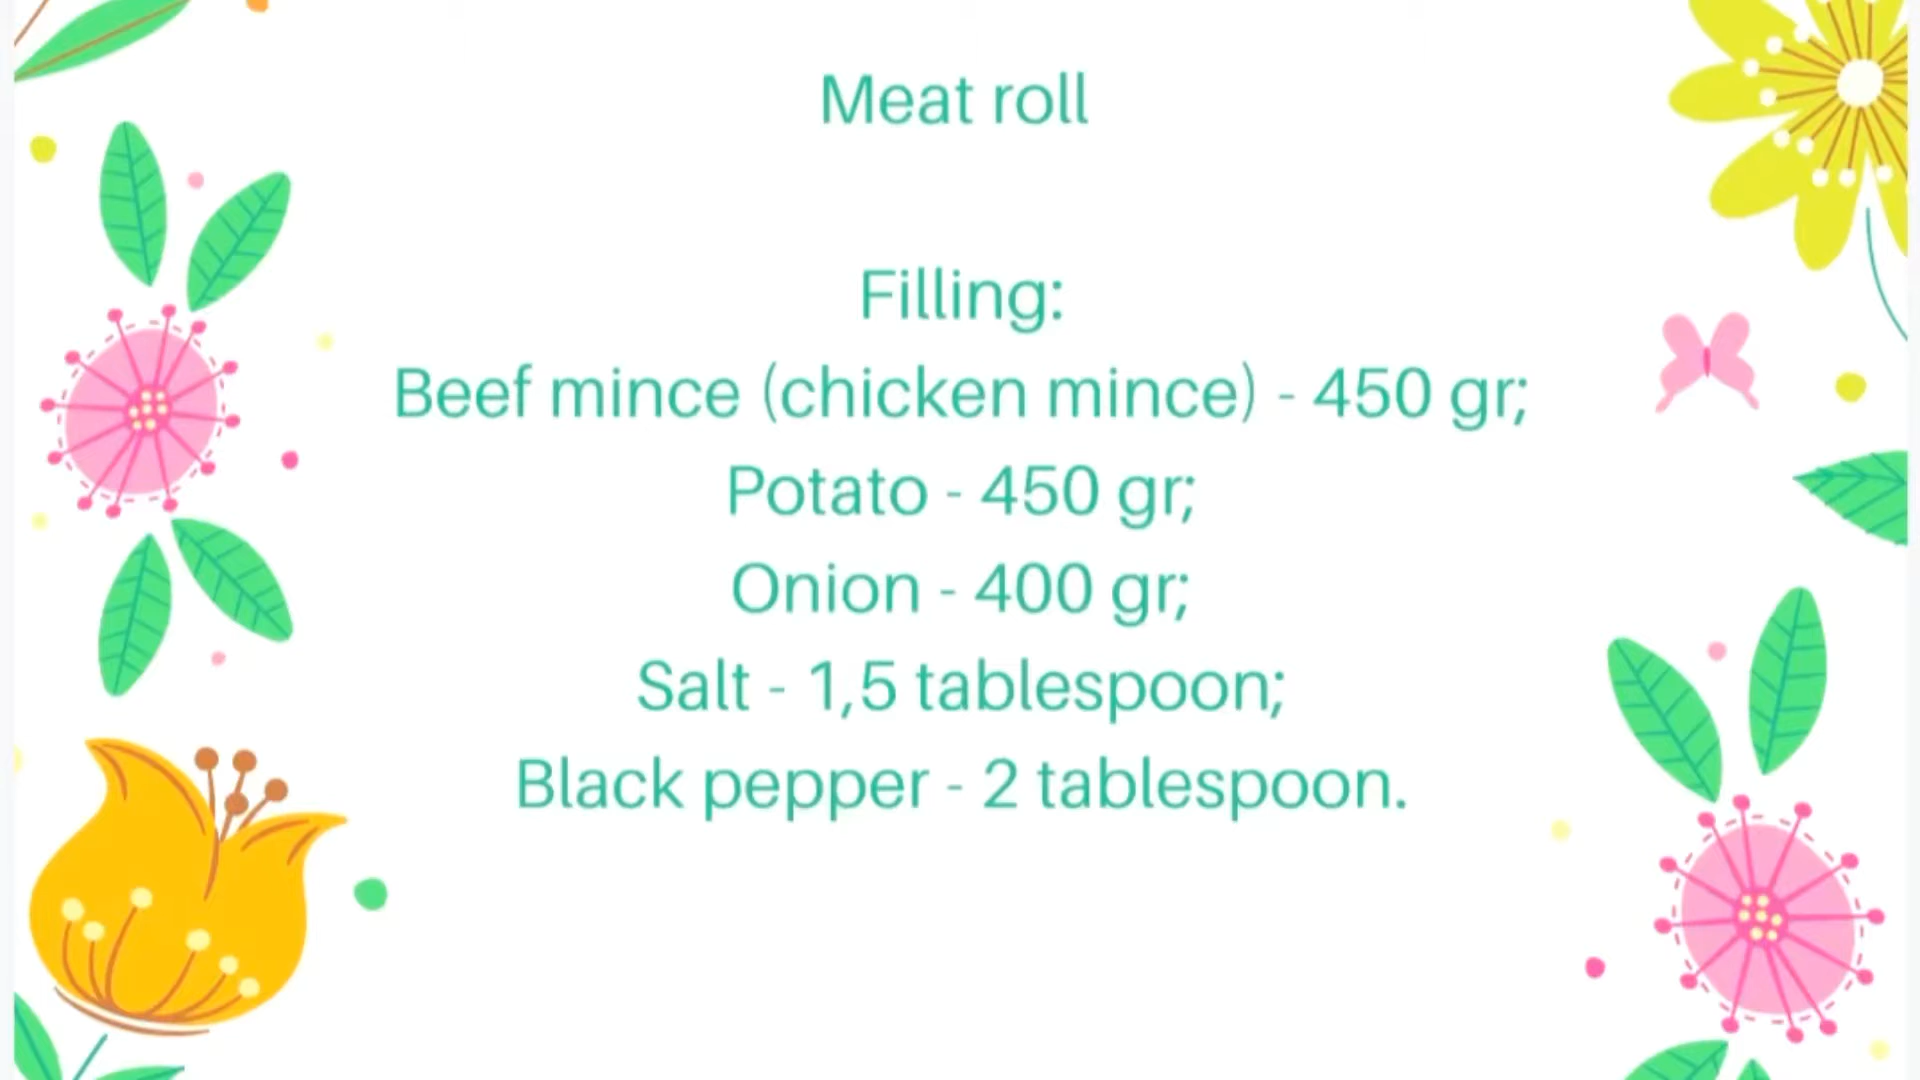 Meat roll
Filling:
Beef mince (chicken mince) - 450 gr;
Potato - 450 gr;
Onion - 400 gr;
Salt - 1,5 tablespoon;
Black pepper - 2 tablespoon.